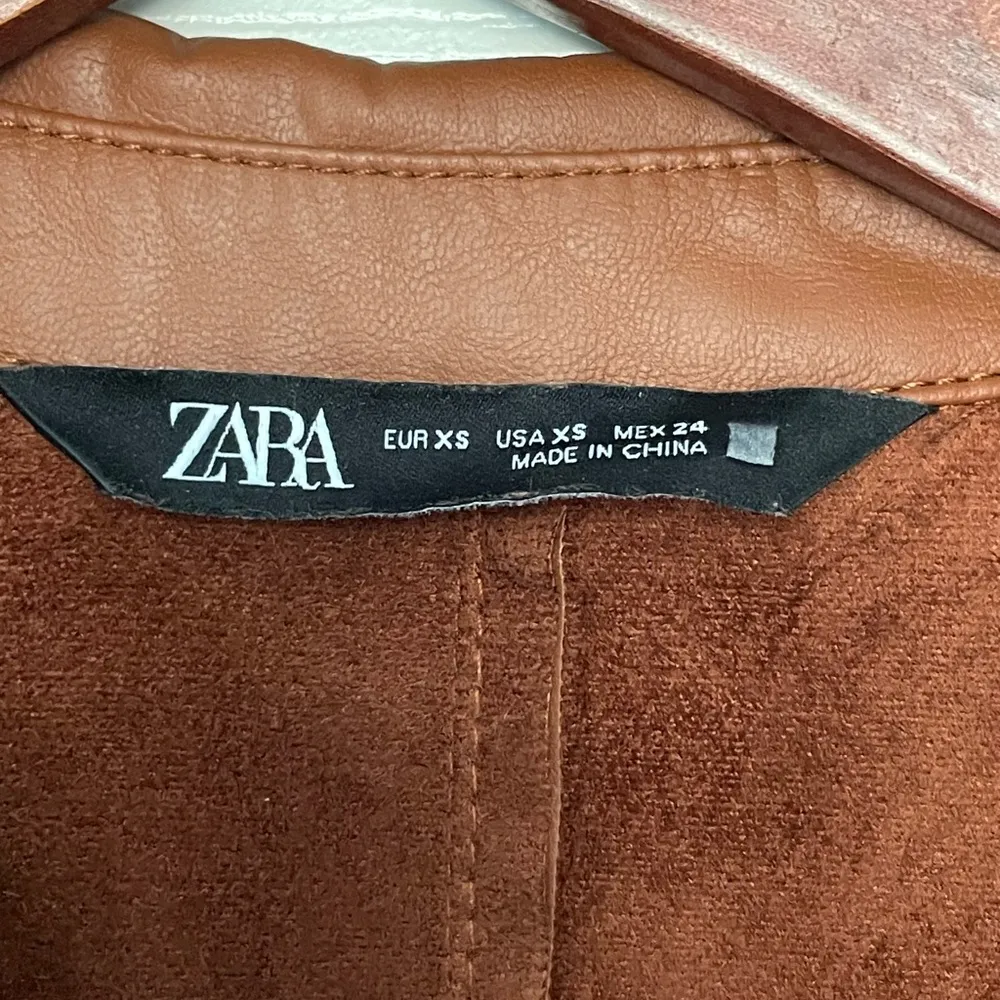 ZARA
EUR XS USA XS MEX 24
MADE IN CHINA